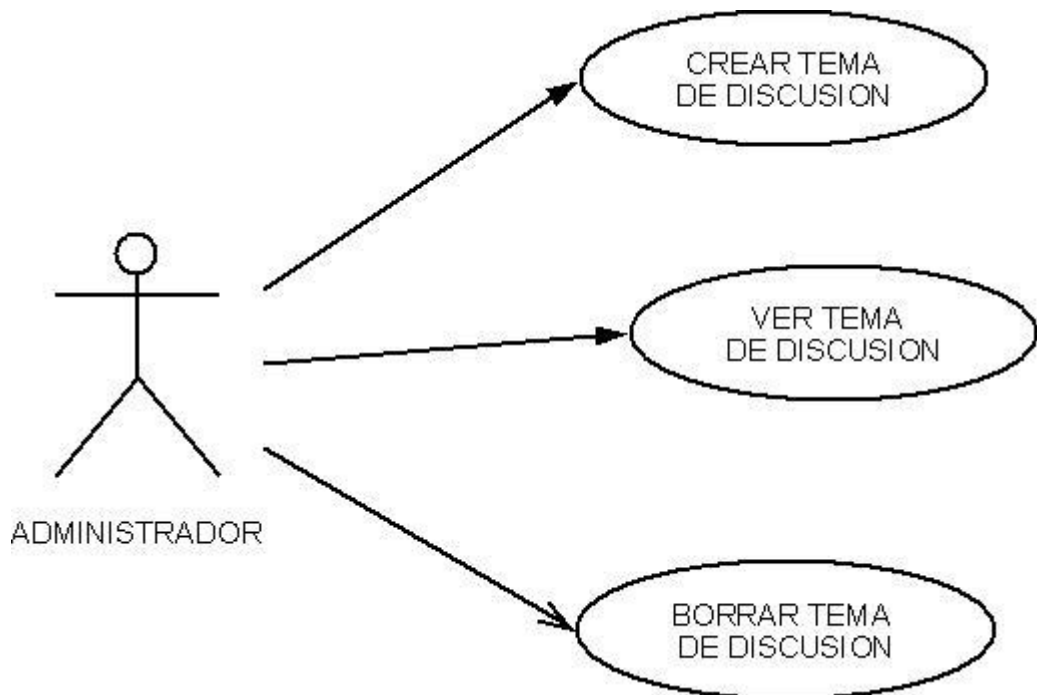 CREAR TEMA
DE DISCUSION
VER TEMA
DE DISCUSION
ADMINISTRADOR
BORRAR TEMA
DE DISCUSION